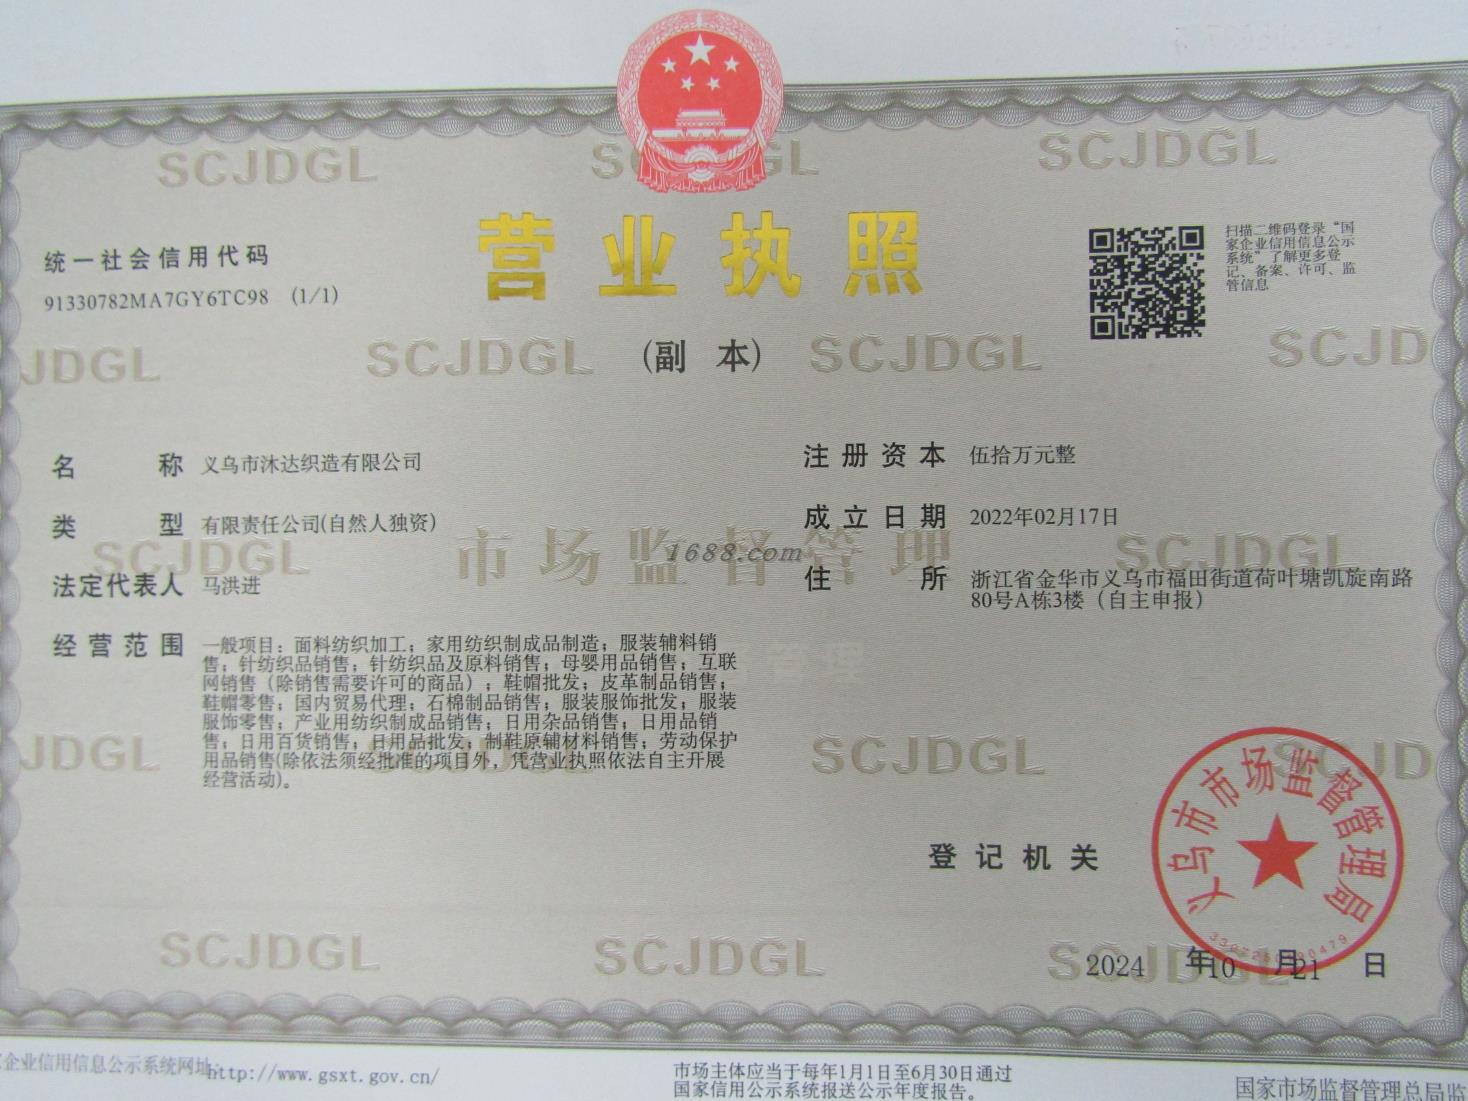 统一社会信用代码
91330782MA7GY6TC98 (1/1)
营业执照
(副 本)
扫描二维码登录“国
家企业信用信息公示
系统”了解更多登
记、备案、许可、监
管信息
名 称 义乌市沐达织造有限公司
类 型 有限责任公司(自然人独资)
法定代表人 马洪进
经营范围 一般项目：面料纺织加工；家用纺织制成品制造；服装辅料销
售；针纺织品销售；针纺织品及原料销售；母婴用品销售；互联
网销售（除销售需要许可的商品）；鞋帽批发；皮革制品销售；
鞋帽零售；国内贸易代理；石棉制品销售；服装服饰批发；服装
服饰零售；产业用纺织制成品销售；日用杂品销售；日用品销
售；日用百货销售；日用品批发；制鞋原辅材料销售；劳动保护
用品销售(除依法须经批准的项目外，凭营业执照依法自主开展
经营活动)。
注册资本 伍拾万元整
成立日期 2022年02月17日
住 所 浙江省金华市义乌市福田街道荷叶塘凯旋南路
80号A栋3楼（自主申报）
1688.com
市场监督管理
SCJDGL
登记机关
义乌市市场监督管理局
2024 年10 月21 日
家企业信用信息公示系统网址:http://www.gsxt.gov.cn/
市场主体应当于每年1月1日至6月30日通过
国家信用公示系统报送公示年度报告。
国家市场监督管理总局监